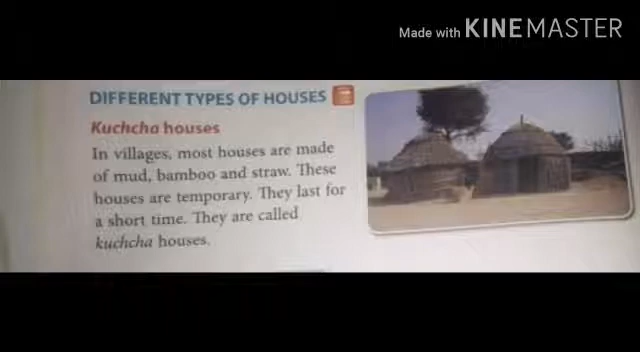 Made with KINEMASTER
DIFFERENT TYPES OF HOUSES
Kuchcha houses
In villages, most houses are made
of mud, bamboo and straw. These
houses are temporary. They last for
a short time. They are called
kuchcha houses.